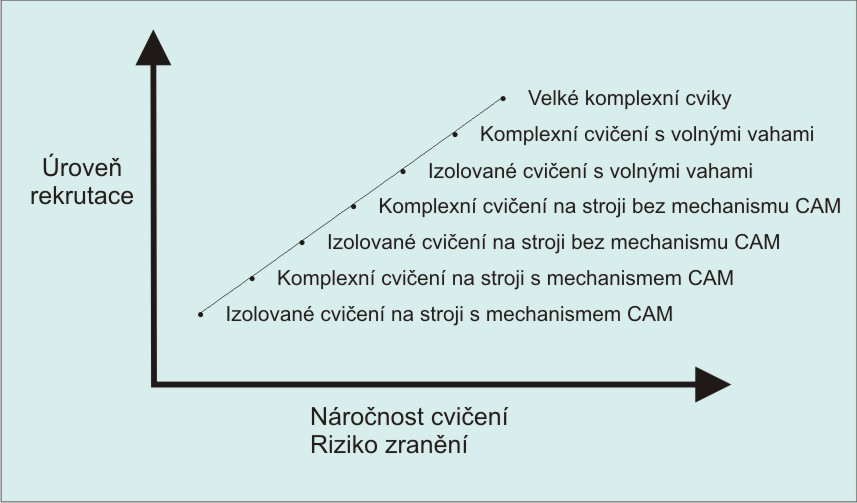 Velké komplexní cviky
Komplexní cvičení s volnými vahami
Úroveň
rekrutace
Izolované cvičení s volnými vahami
Komplexní cvičení na stroji bez mechanismu CAM
Izolované cvičení na stroji bez mechanismu CAM
Komplexní cvičení na stroji s mechanismem CAM
Izolované cvičení na stroji s mechanismem CAM
Náročnost cvičení
Riziko zranění